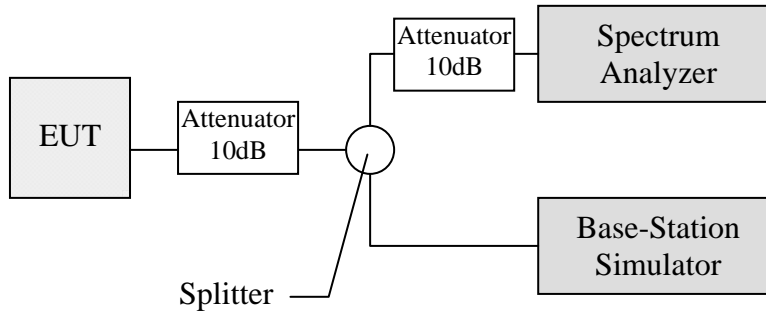 EUT
Attenuator
10dB
Attenuator
10dB
Spectrum
Analyzer
Base-Station
Simulator
Splitter